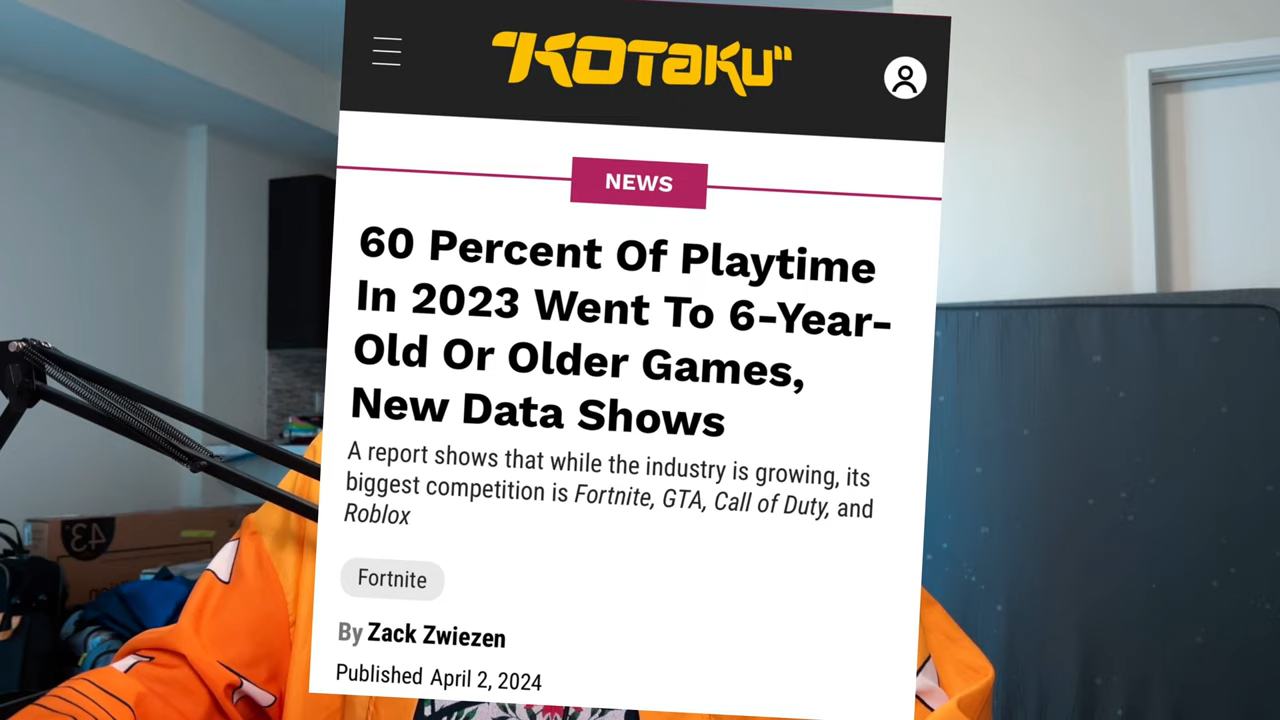 KOTAKU
NEWS
60 Percent Of Playtime
In 2023 Went To 6-Year-
Old Or Older Games,
New Data Shows
A report shows that while the industry is growing, its
biggest competition is Fortnite, GTA, Call of Duty, and
Roblox
Fortnite
By Zack Zwiezen
Published April 2, 2024
43"